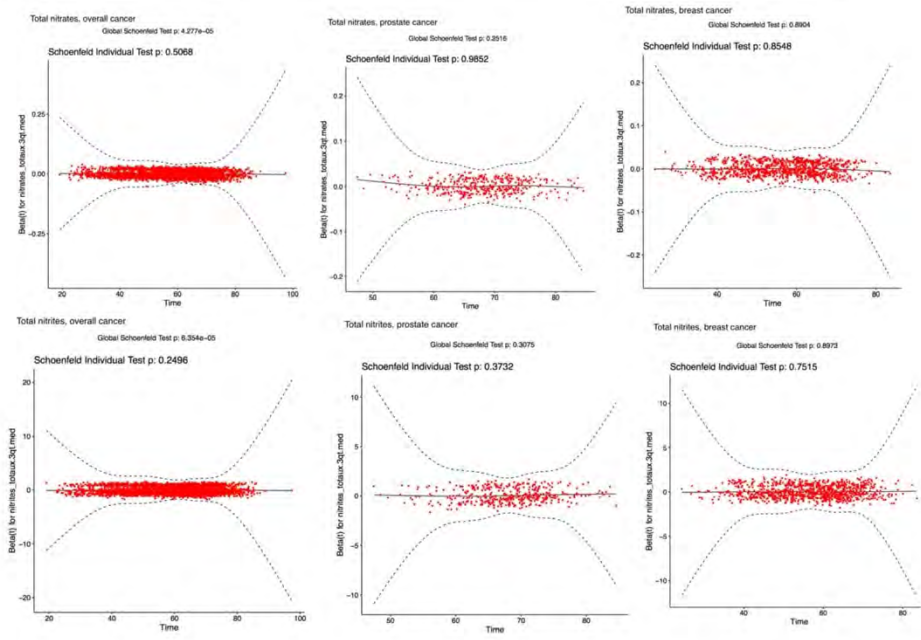 Total nitrates, overall cancer
Global Schoenfeld Test p: 4.277e-05
Schoenfeld Individual Test p: 0.5068
Beta(t) for nitrates_totaux.3qt.med
0.25
0.00
-0.25
20 40 60 80 100
Time
Total nitrates, prostate cancer
Global Schoenfeld Test p: 0.2516
Schoenfeld Individual Test p: 0.9852
Beta(t) for nitrates_totaux.3qt.med
0.2
0.1
0.0
-0.1
-0.2
50 60 70 80
Time
Total nitrates, breast cancer
Global Schoenfeld Test p: 0.8904
Schoenfeld Individual Test p: 0.8548
Beta(t) for nitrates_totaux.3qt.med
0.2
0.1
0.0
-0.1
-0.2
40 60 80
Time
Total nitrites, overall cancer
Global Schoenfeld Test p: 6.354e-05
Schoenfeld Individual Test p: 0.2496
Beta(t) for nitrites_totaux.3qt.med
20
10
0
-10
-20
20 40 60 80 100
Time
Total nitrites, prostate cancer
Global Schoenfeld Test p: 0.3075
Schoenfeld Individual Test p: 0.3732
Beta(t) for nitrites_totaux.3qt.med
10
5
0
-5
-10
50 60 70 80
Time
Total nitrites, breast cancer
Global Schoenfeld Test p: 0.8973
Schoenfeld Individual Test p: 0.7515
Beta(t) for nitrites_totaux.3qt.med
10
5
0
-5
-10
40 60 80
Time